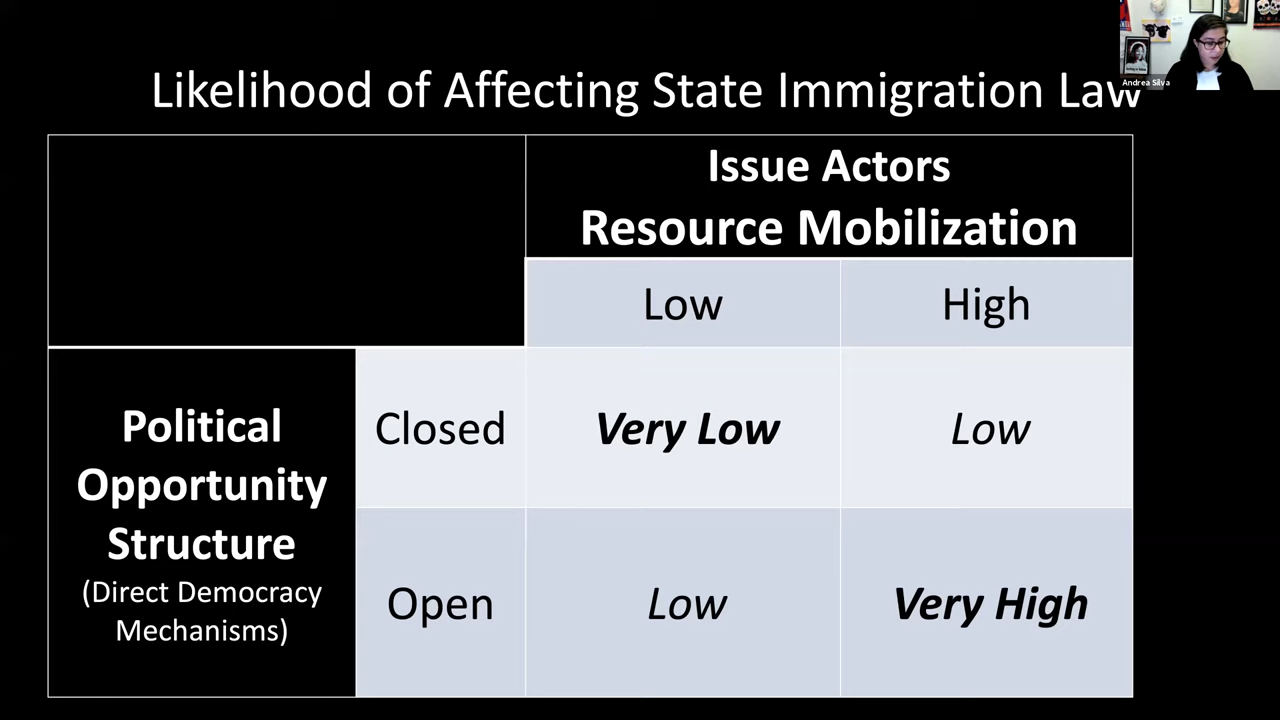 Likelihood of Affecting State Immigration Law
Andrea Silva
Issue Actors
Resource Mobilization
Low
High
Political
Opportunity
Structure
(Direct Democracy
Mechanisms)
Closed
Very Low
Low
Open
Low
Very High